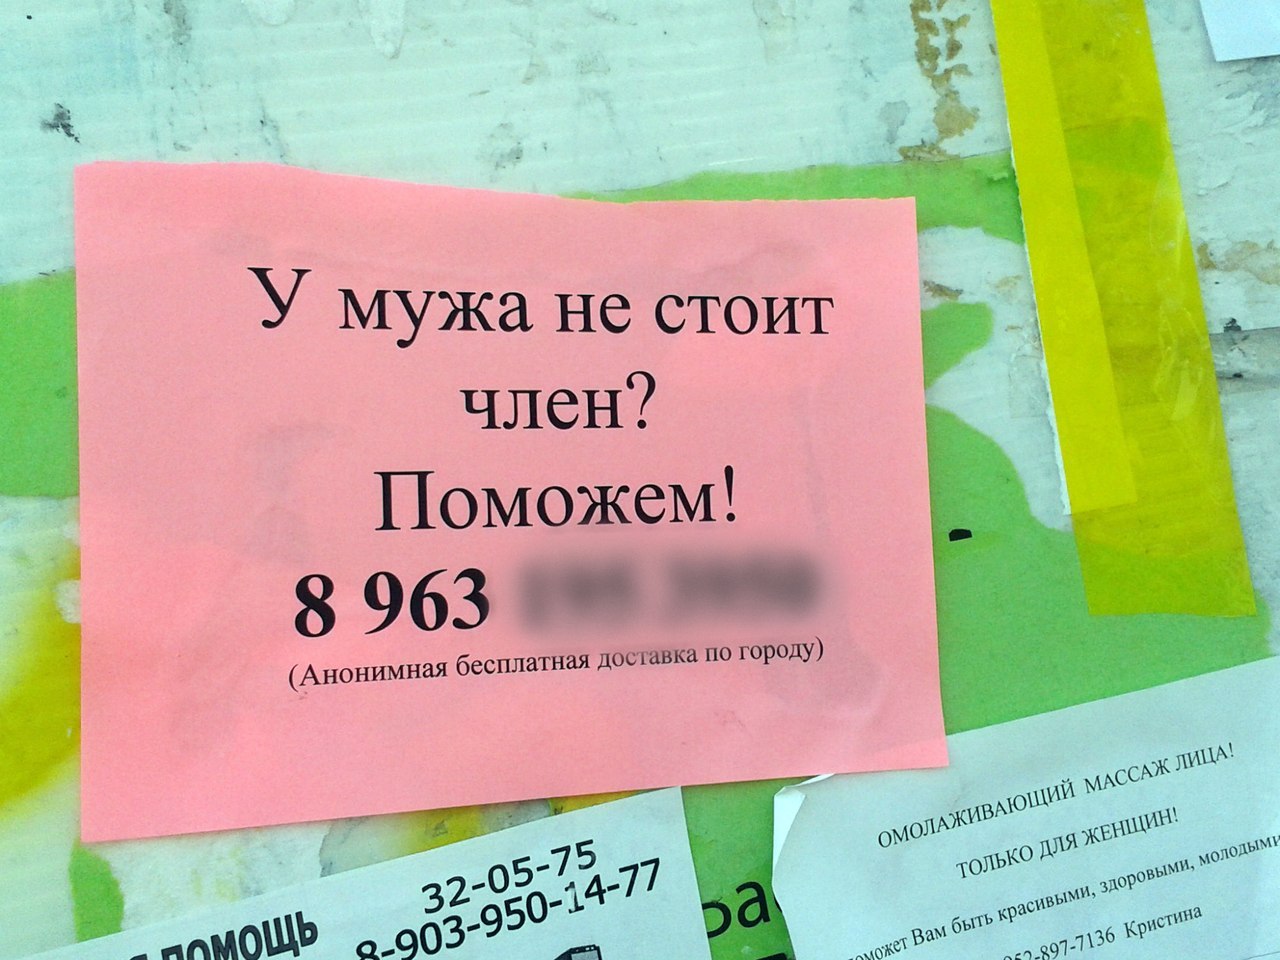 У мужа не стоит
член?
Поможем!
8 963
(Анонимная бесплатная доставка по городу)
ПОМОЩЬ
32-05-75
8-903-950-14-77
ОМОЛАЖИВАЮЩИЙ МАССАЖ ЛИЦА!
ТОЛЬКО ДЛЯ ЖЕНЩИН!
Вам быть красивыми, здоровыми, молодыми
Кристина